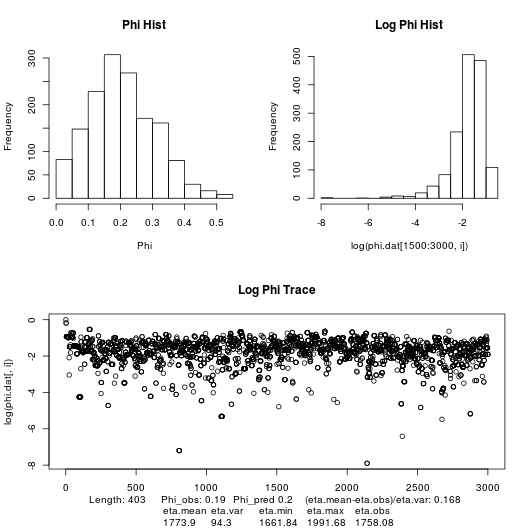 Phi Hist
Log Phi Hist
Frequency
0 50 100 200 300
0.0 0.1 0.2 0.3 0.4 0.5
Phi
Frequency
0 100 200 300 400 500
-8 -6 -4 -2
log(phi.dat[1500:3000, i])
Log Phi Trace
log(phi.dat[, i])
0 -2 -4 -6 -8
0 500 1000 1500 2000 2500 3000
Length: 403 Phi_obs: 0.19 Phi_pred 0.2 (eta.mean-eta.obs)/eta.var: 0.168
eta.mean eta.var eta.min eta.max eta.obs
1773.9 94.3 1661.84 1991.68 1758.08